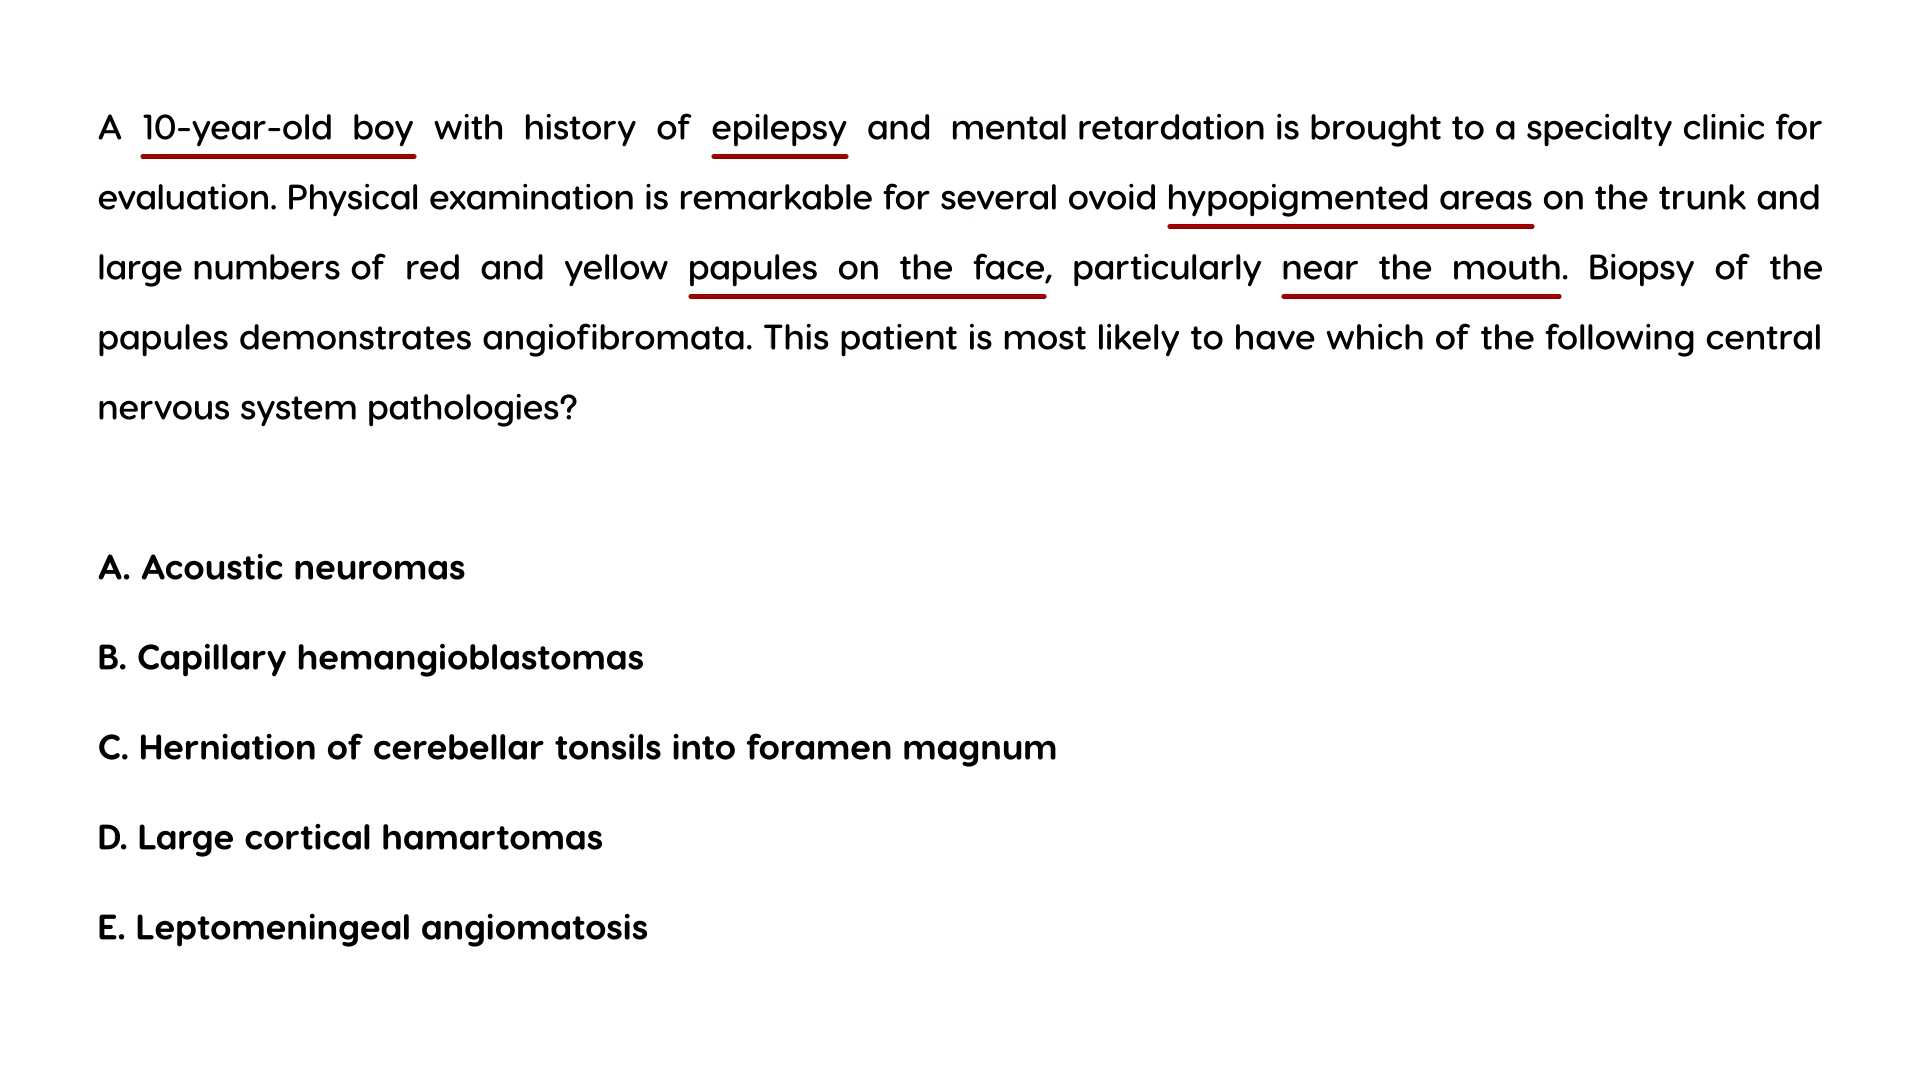 A 10-year-old boy with history of epilepsy and mental retardation is brought to a specialty clinic for
evaluation. Physical examination is remarkable for several ovoid hypopigmented areas on the trunk and
large numbers of red and yellow papules on the face, particularly near the mouth. Biopsy of the
papules demonstrates angiofibromata. This patient is most likely to have which of the following central
nervous system pathologies?
A. Acoustic neuromas
B. Capillary hemangioblastomas
C. Herniation of cerebellar tonsils into foramen magnum
D. Large cortical hamartomas
E. Leptomeningeal angiomatosis